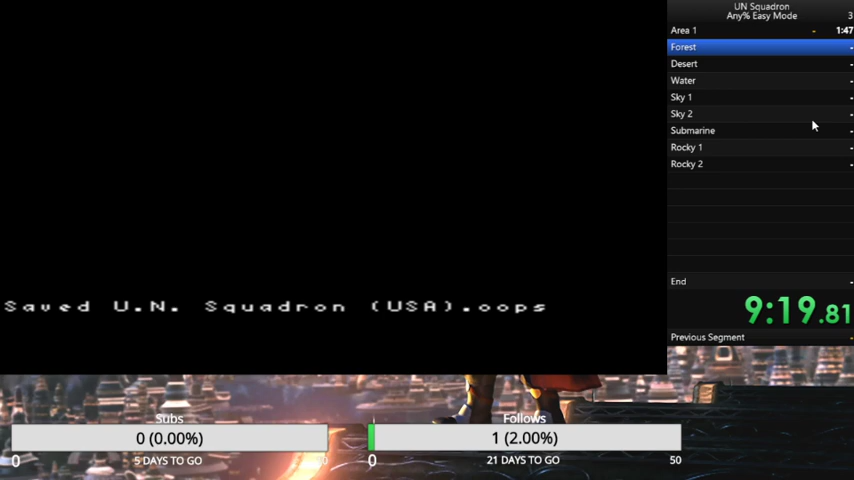 UN Squadron
Any% Easy Mode 3
Area 1 - 1:47
Forest -
Desert -
Water -
Sky 1 -
Sky 2 -
Submarine -
Rocky 1 -
Rocky 2 -
Saved U.N. Squadron (USA).oops
End -
9:19.81
Previous Segment -
Subs
0 (0.00%)
0 5 DAYS TO GO
Follows
1 (2.00%)
0 21 DAYS TO GO 50